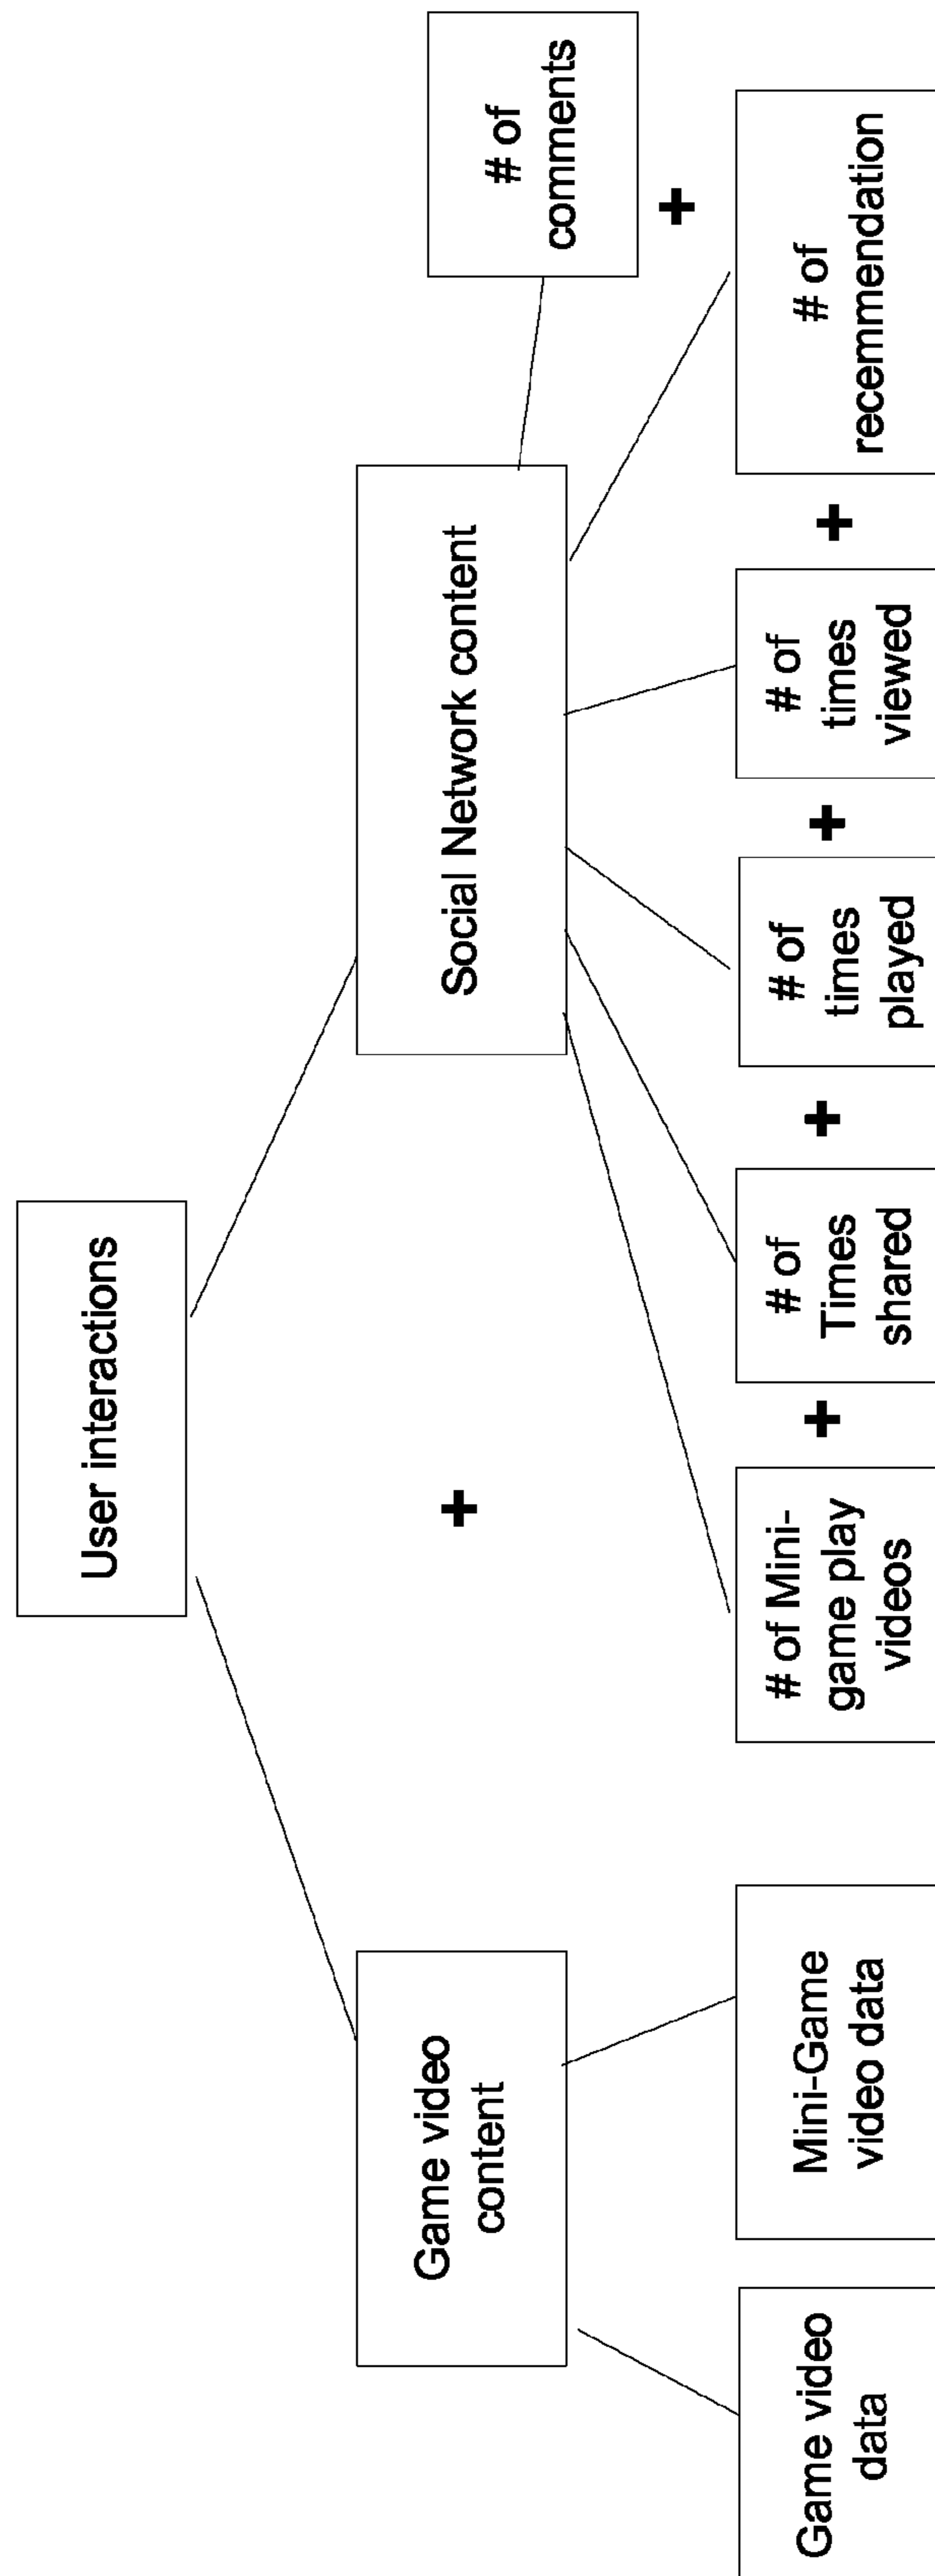 User interactions
+
Game video
content
Social Network content
# of
comments
+
Game video
data
Mini-Game
video data
# of Mini-
game play
videos
+
# of
Times
shared
+
# of
times
played
+
# of
times
viewed
+
# of
recemmendation